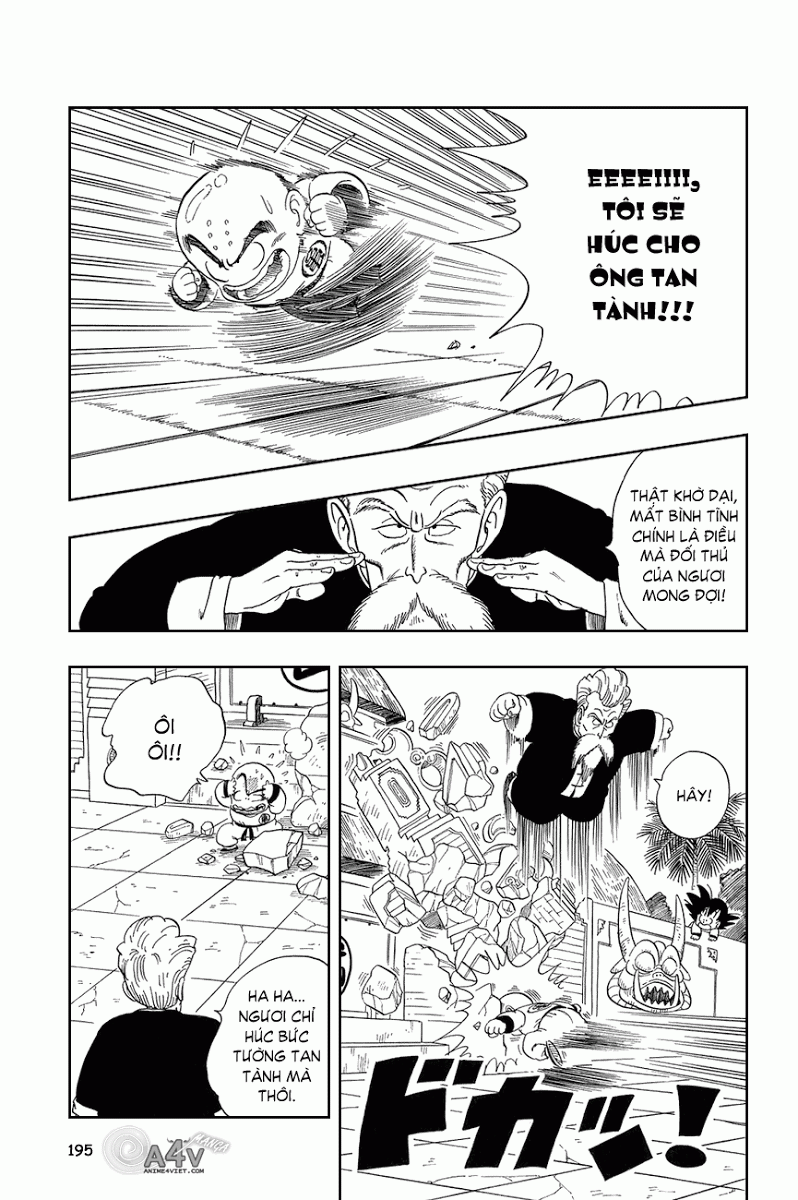 EEEEIIII,
TÔI SẼ
HÚC CHO
ÔNG TAN
TÀNH!!!
THẬT KHỜ DẠI,
MẤT BÌNH TĨNH
CHÍNH LÀ ĐIỀU
MÀ ĐỐI THỦ
CỦA NGƯƠI
MONG ĐỢI!
HÂY!
ドカッ!
ÔI
ÔI!!
HA HA...
NGƯƠI CHỈ
HÚC BỨC
TƯỜNG TAN
TÀNH MÀ
THÔI.
195
A4V
MANGA
ANIME4VIET.COM